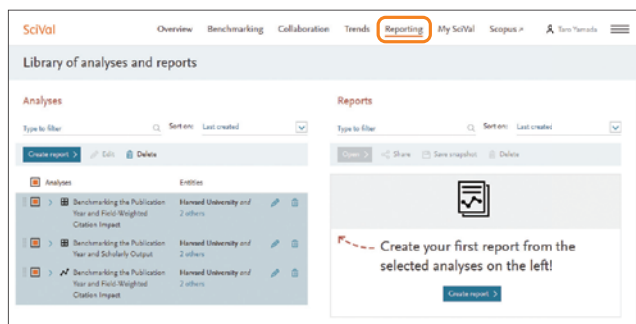 SciVal
Overview Benchmarking Collaboration Trends Reporting My SciVal Scopus Taro Yamada
Library of analyses and reports
Analyses
Type to filter Sort on: Last created
Create report > Edit Delete
Analyses Entities
Benchmarking the Publication Harvard University and
Year and Field-Weighted 2 others
Citation Impact
Benchmarking the Publication Harvard University and
Year and Scholarly Output 2 others
Benchmarking the Publication Harvard University and
Year and Field-Weighted 2 others
Citation Impact
Reports
Type to filter Sort on: Last created
Open > Share Save snapshot Delete
Create your first report from the
selected analyses on the left!
Create report >